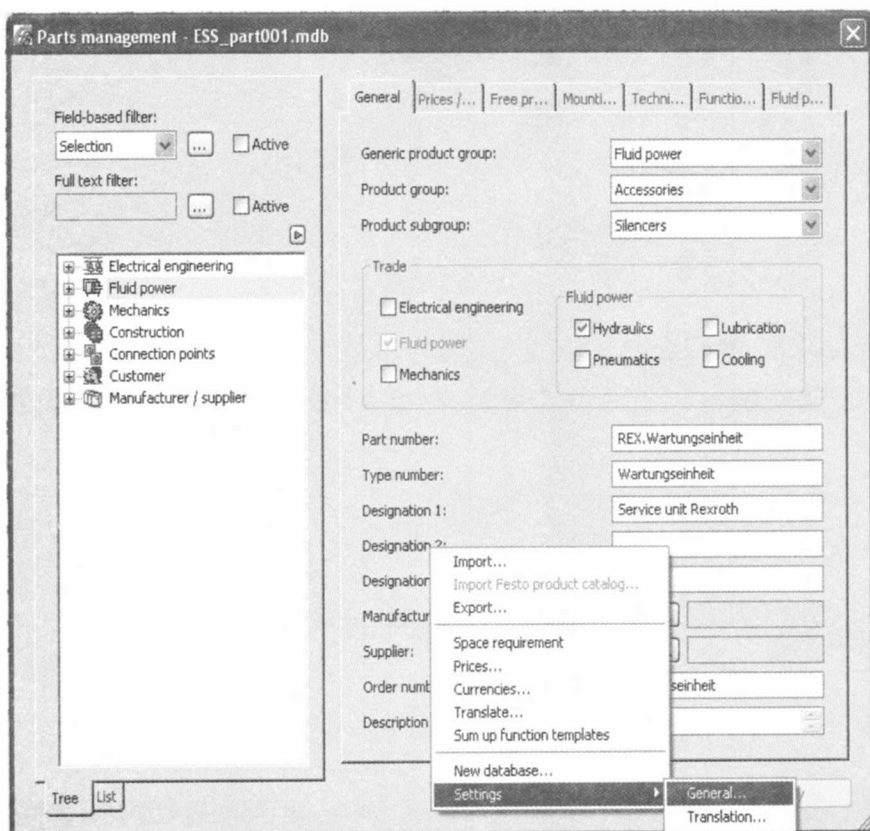 Parts management - ESS_part001.mdb
Field-based filter:
Selection ... Active
Full text filter:
... Active
Electrical engineering
Fluid power
Mechanics
Construction
Connection points
Customer
Manufacturer / supplier
Tree List
General Prices /... Free pr... Mounti... Techni... Functio... Fluid p...
Generic product group: Fluid power
Product group: Accessories
Product subgroup: Silencers
Trade
Electrical engineering
Fluid power
Mechanics
Fluid power
Hydraulics Lubrication
Pneumatics Cooling
Part number: REX.Wartungseinheit
Type number: Wartungseinheit
Designation 1: Service unit Rexroth
Designation 2:
Designation
Manufactur
Supplier:
Order numb seinheit
Description
Import...
Import Festo product catalog...
Export...
Space requirement
Prices...
Currencies...
Translate...
Sum up function templates
New database...
Settings
General...
Translation...